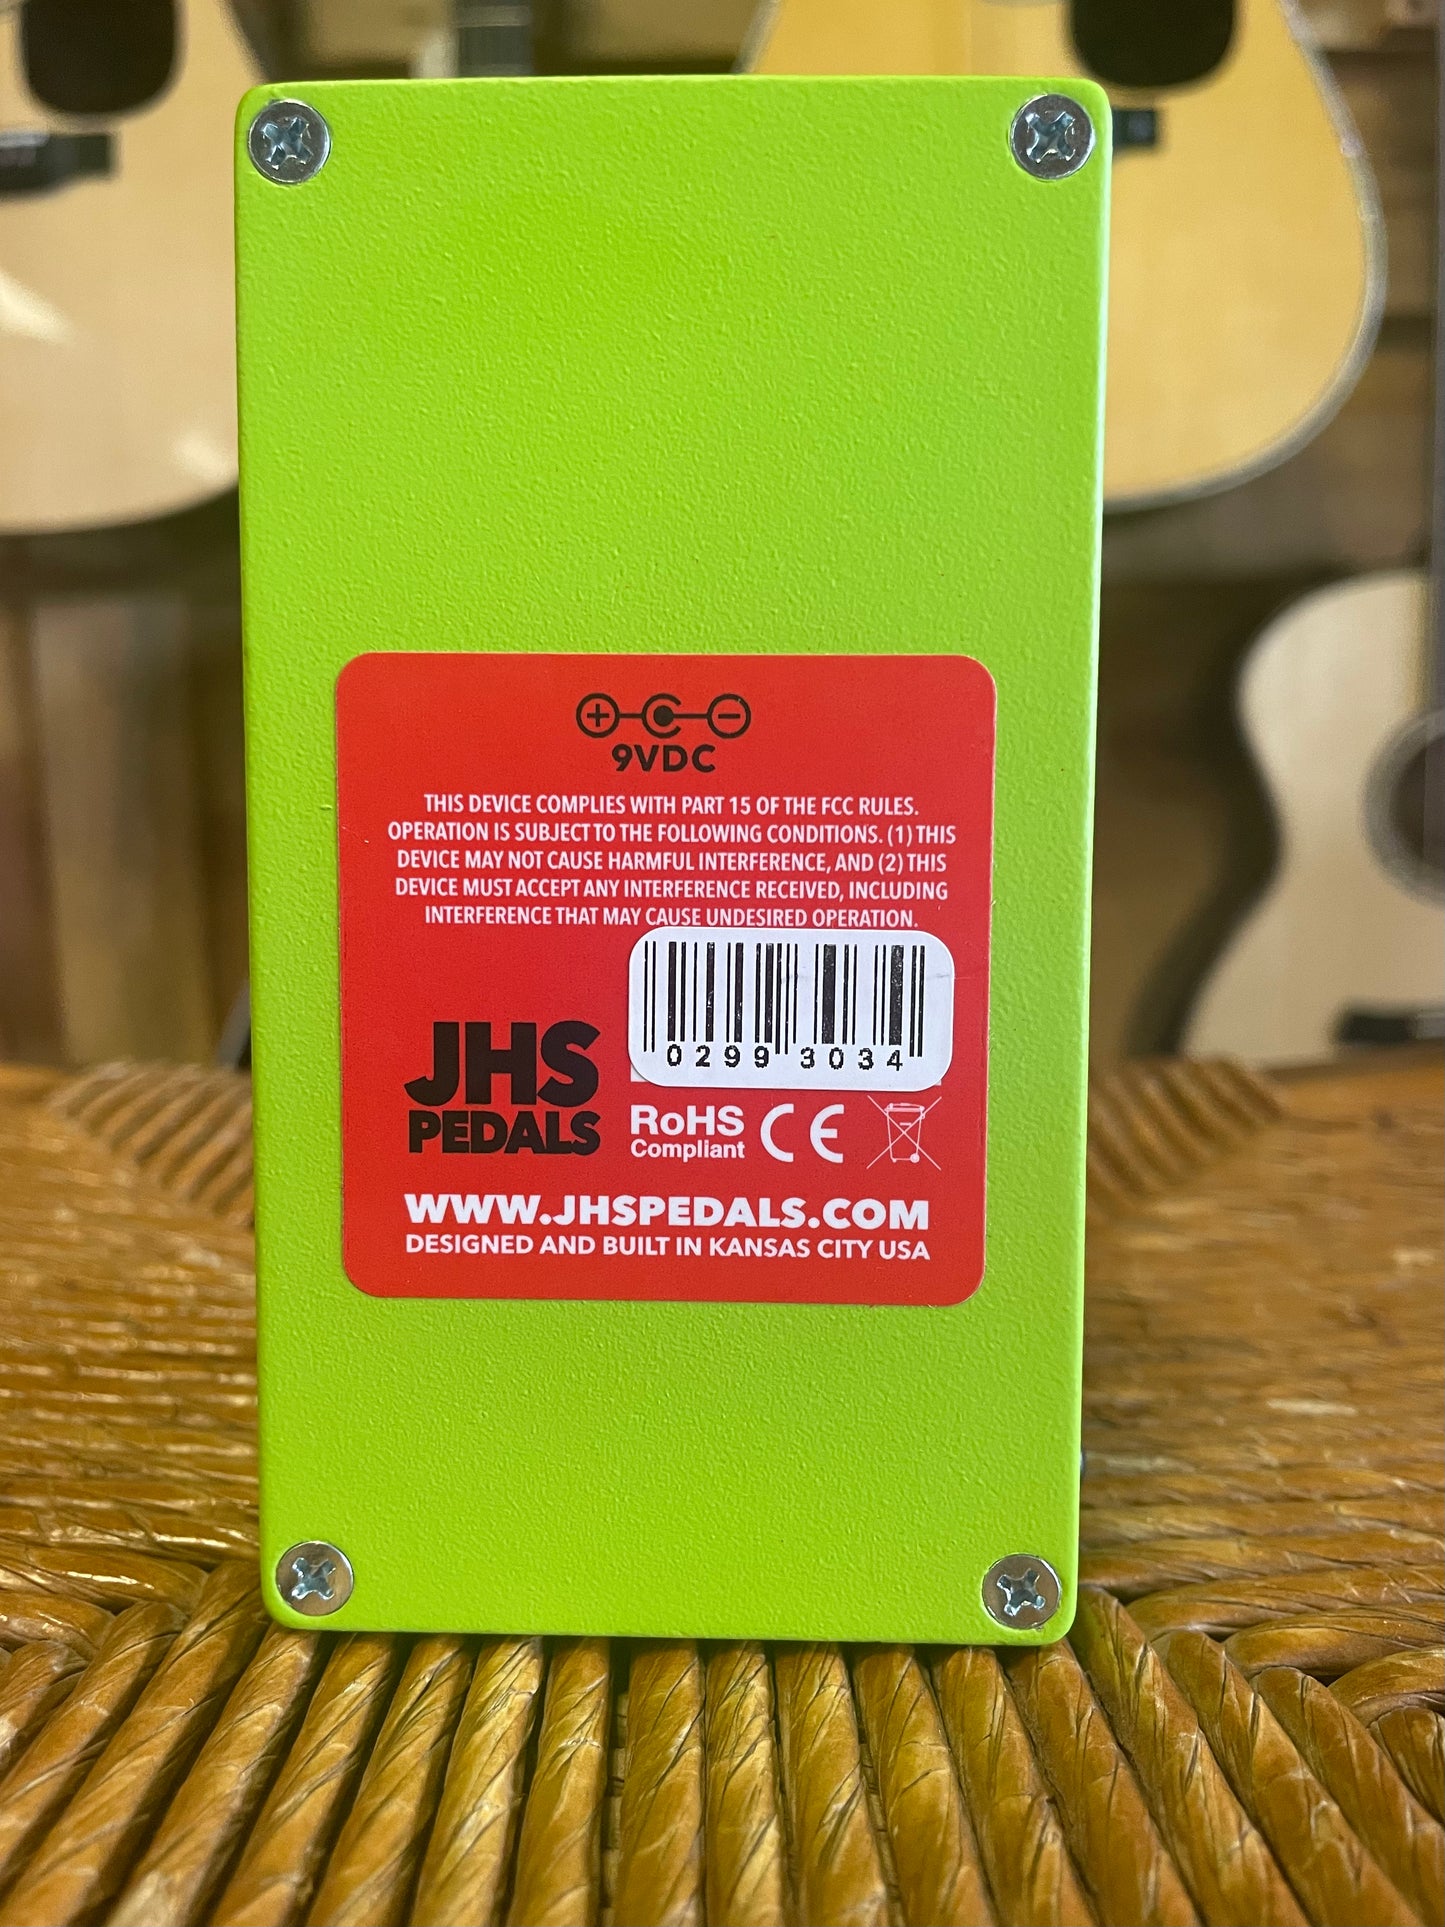 9VDC
THIS DEVICE COMPLIES WITH PART 15 OF THE FCC RULES.
OPERATION IS SUBJECT TO THE FOLLOWING CONDITIONS. (1) THIS
DEVICE MAY NOT CAUSE HARMFUL INTERFERENCE, AND (2) THIS
DEVICE MUST ACCEPT ANY INTERFERENCE RECEIVED, INCLUDING
INTERFERENCE THAT MAY CAUSE UNDESIRED OPERATION.
02993034
JHS
PEDALS
RoHS
Compliant
CE
WWW.JHSPEDALS.COM
DESIGNED AND BUILT IN KANSAS CITY USA